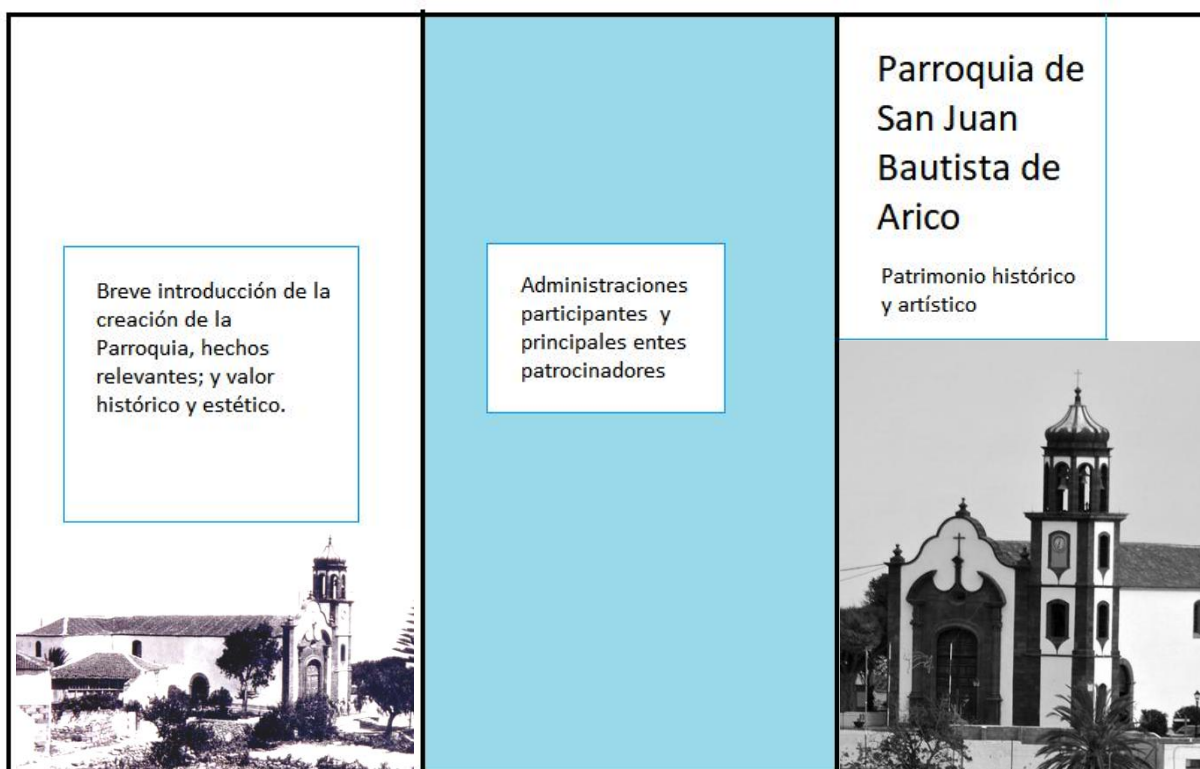 Breve introducción de la
creación de la
Parroquia, hechos
relevantes; y valor
histórico y estético.
Administraciones
participantes y
principales entes
patrocinadores
Parroquia de
San Juan
Bautista de
Arico
Patrimonio histórico
y artístico